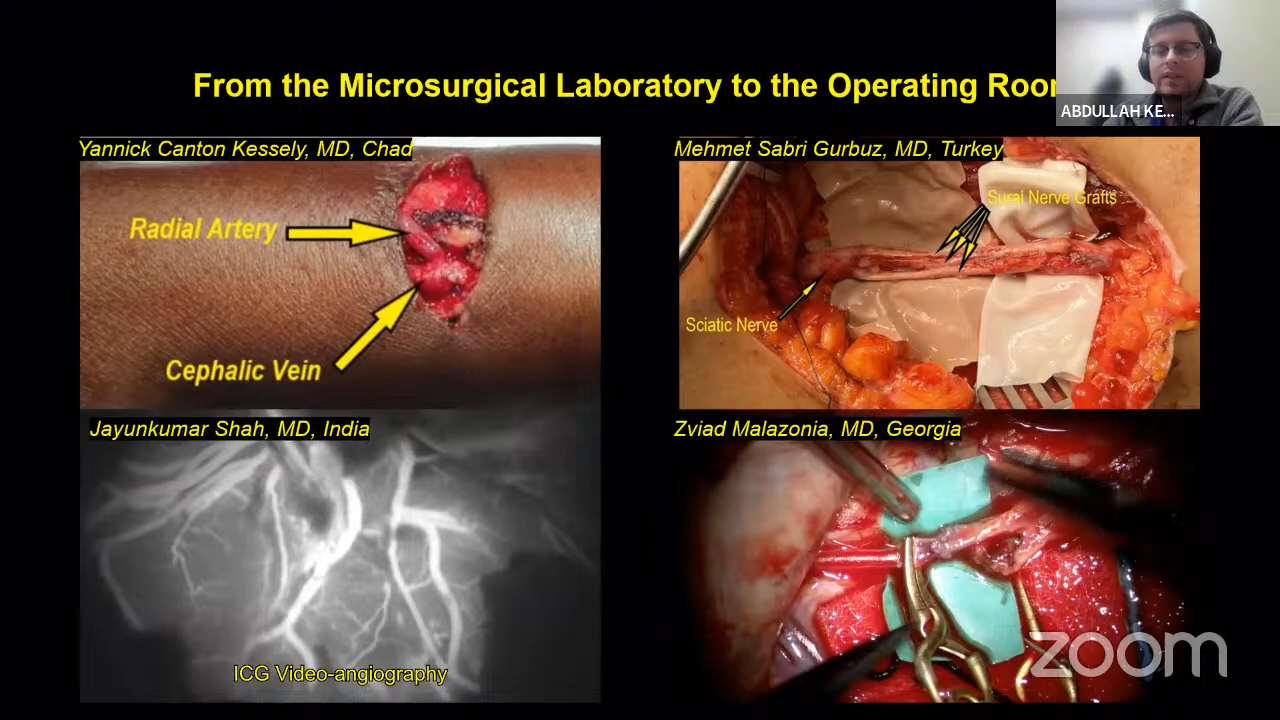 From the Microsurgical Laboratory to the Operating Roo
ABDULLAH KE...
Yannick Canton Kessely, MD, Chad
Radial Artery
Cephalic Vein
Mehmet Sabri Gurbuz, MD, Turkey
Sural Nerve Grafts
Sciatic Nerve
Jayunkumar Shah, MD, India
ICG Video-angiography
Zviad Malazonia, MD, Georgia
zoom